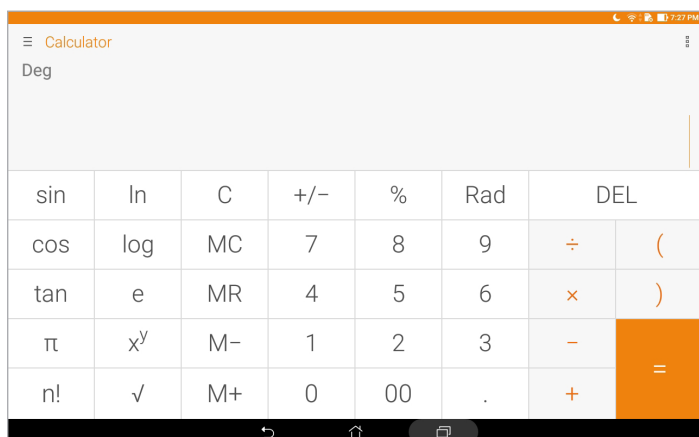 7:27 PM
Calculator
Deg
sin ln C +/− % Rad DEL
cos log MC 7 8 9 ÷ (
tan e MR 4 5 6 × )
π xʸ M− 1 2 3 − =
n! √ M+ 0 00 . +